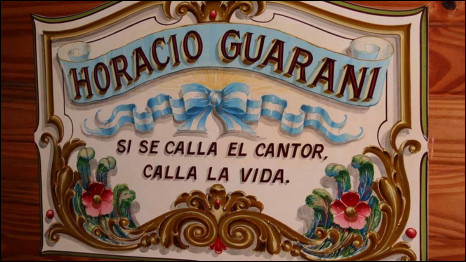 HORACIO GUARANI
SI SE CALLA EL CANTOR,
CALLA LA VIDA.